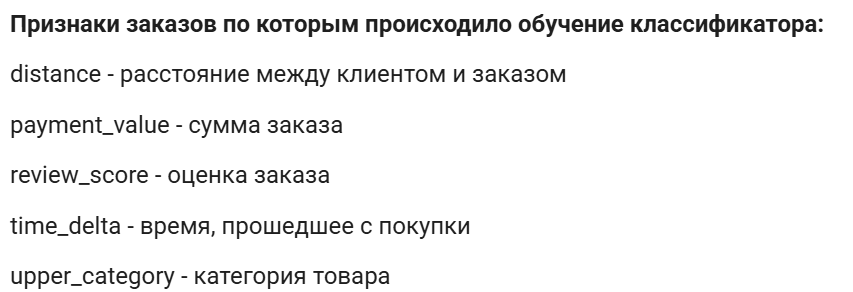 Признаки заказов по которым происходило обучение классификатора:
distance - расстояние между клиентом и заказом
payment_value - сумма заказа
review_score - оценка заказа
time_delta - время, прошедшее с покупки
upper_category - категория товара